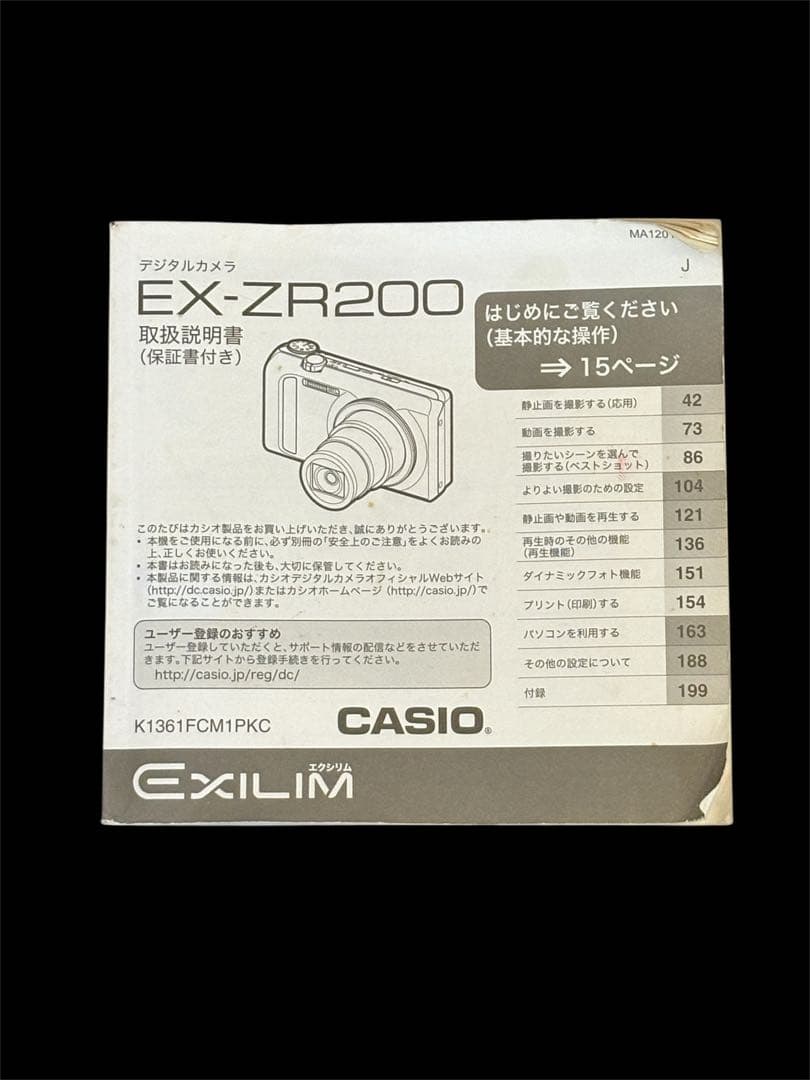 MA120
J
デジタルカメラ
EX-ZR200
取扱説明書
(保証書付き)
はじめにご覧ください
(基本的な操作)
⇒ 15ページ
静止画を撮影する(応用) 42
動画を撮影する 73
撮りたいシーンを選んで
撮影する(ベストショット) 86
よりよい撮影のための設定 104
静止画や動画を再生する 121
再生時のその他の機能
(再生機能) 136
ダイナミックフォト機能 151
プリント(印刷)する 154
パソコンを利用する 163
その他の設定について 188
付録 199
このたびはカシオ製品をお買い上げいただき、誠にありがとうございます。
• 本機をご使用になる前に、必ず別冊の「安全上のご注意」をよくお読みの
上、正しくお使いください。
• 本書はお読みになった後も、大切に保管してください。
• 本製品に関する情報は、カシオデジタルカメラオフィシャルWebサイト
(http://dc.casio.jp/)またはカシオホームページ(http://casio.jp/)で
ご覧になることができます。
ユーザー登録のおすすめ
ユーザー登録していただくと、サポート情報の配信などをさせていただ
きます。下記サイトから登録手続きを行ってください。
http://casio.jp/reg/dc/
K1361FCM1PKC
CASIO®
エクシリム
EXILIM